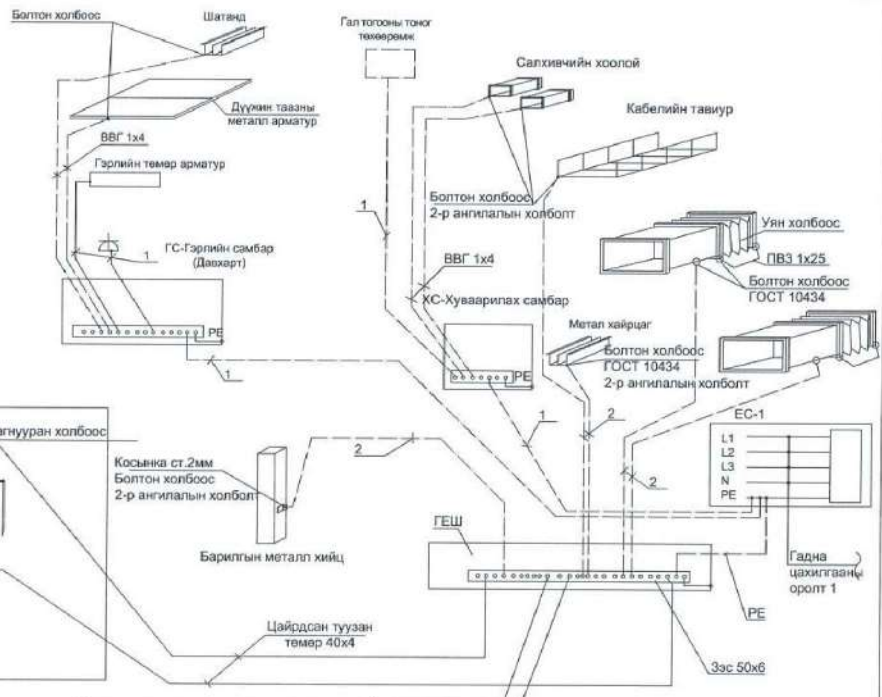 Болтон холбоос
Шатанд
Гал тогооны тоног
төхөөрөмж
Салхивчийн хоолой
Кабелийн тавиур
Дүүжин таазны
металл арматур
ВВГ 1х4
Гэрлийн төмөр арматур
1
ГС-Гэрлийн самбар
(Давхарт)
PE
1
Болтон холбоос
2-р ангилалын холболт
Уян холбоос
ПВЗ 1х25
Болтон холбоос
ГОСТ 10434
1
ВВГ 1х4
ХС-Хуваарилах самбар
PE
Метал хайрцаг
Болтон холбоос
ГОСТ 10434
2-р ангилалын холболт
1
2
2
ЕС-1
L1
L2
L3
N
PE
агнууран холбоос
2
Косынка ст.2мм
Болтон холбоос
2-р ангилалын холболт
Барилгын металл хийц
ГЕШ
Гадна
цахилгааны
оролт 1
PE
Цайрдсан туузан
төмөр 40х4
Зэс 50х6